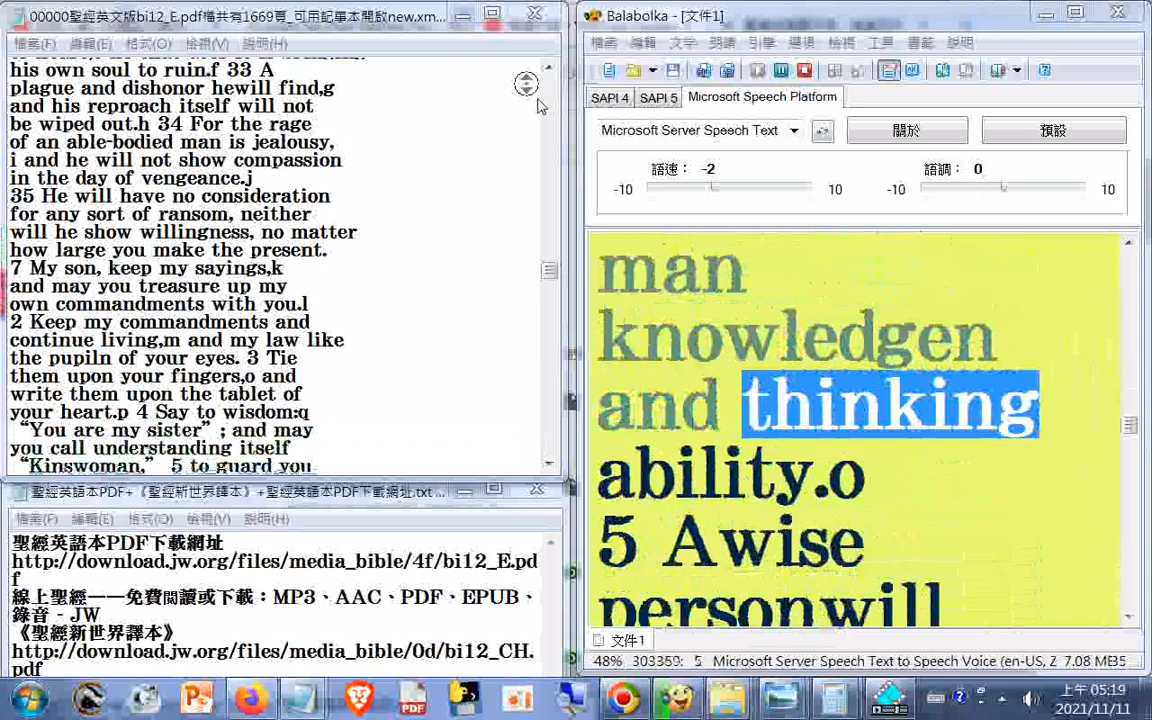 00000聖經英文版bi12_E.pdf檔共有1669頁_可用記事本開啟new.xm...
檔案(F) 編輯(E) 格式(O) 檢視(V) 說明(H)
his own soul to ruin.f 33 A
plague and dishonor hewill find,g
and his reproach itself will not
be wiped out.h 34 For the rage
of an able-bodied man is jealousy,
i and he will not show compassion
in the day of vengeance.j
35 He will have no consideration
for any sort of ransom, neither
will he show willingness, no matter
how large you make the present.
7 My son, keep my sayings,k
and may you treasure up my
own commandments with you.l
2 Keep my commandments and
continue living,m and my law like
the pupiln of your eyes. 3 Tie
them upon your fingers,o and
write them upon the tablet of
your heart.p 4 Say to wisdom:q
“You are my sister” ; and may
you call understanding itself
“Kinswoman,” 5 to guard you
聖經英語本PDF+《聖經新世界譯本》+聖經英語本PDF下載網址.txt ...
檔案(F) 編輯(E) 格式(O) 檢視(V) 說明(H)
聖經英語本PDF下載網址
http://download.jw.org/files/media_bible/4f/bi12_E.pd
f
線上聖經——免費閱讀或下載：MP3、AAC、PDF、EPUB、
錄音 - JW
《聖經新世界譯本》
http://download.jw.org/files/media_bible/0d/bi12_CH.
pdf
Balabolka - [文件1]
檔案 編輯 文字 朗讀 引擎 選項 檢視 工具 書籤 說明
SAPI 4 SAPI 5 Microsoft Speech Platform
Microsoft Server Speech Text 關於 預設
語速： -2 語調： 0
-10 10 -10 10
man
knowledgen
and thinking
ability.o
5 Awise
personwill
文件1
48% 303359: 5 Microsoft Server Speech Text to Speech Voice (en-US, Z 7.08 MB 35
上午 05:19
2021/11/11